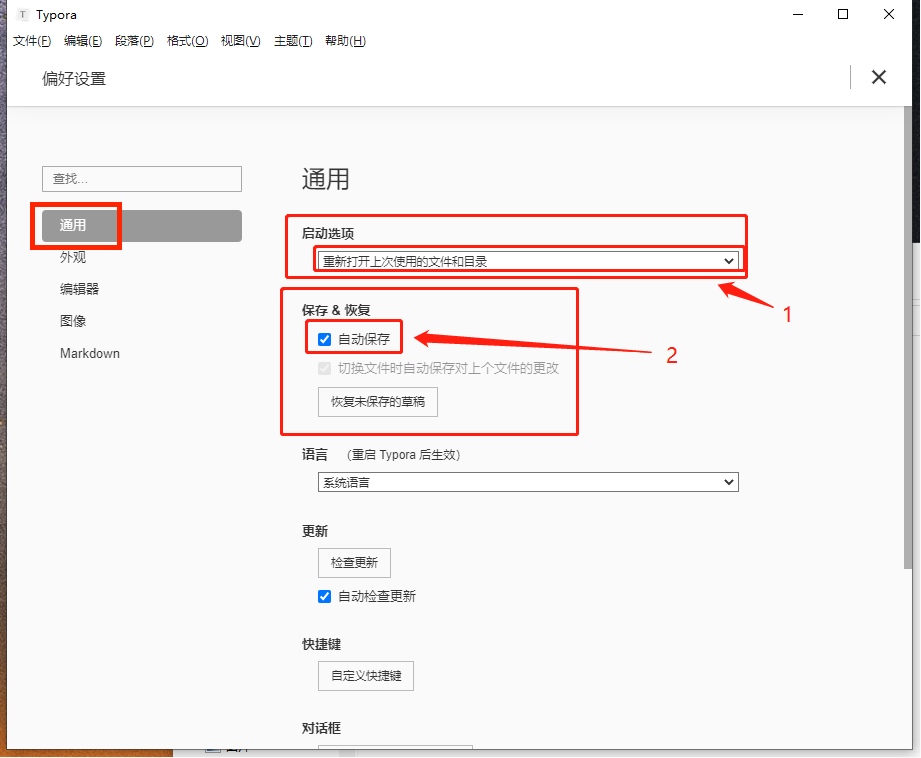 T Typora
文件(F) 编辑(E) 段落(P) 格式(O) 视图(V) 主题(T) 帮助(H)
偏好设置
查找...
通用
外观
编辑器
图像
Markdown
通用
启动选项
重新打开上次使用的文件和目录
1
保存 & 恢复
自动保存
2
切换文件时自动保存对上个文件的更改
恢复未保存的草稿
语言 (重启 Typora 后生效)
系统语言
更新
检查更新
自动检查更新
快捷键
自定义快捷键
对话框